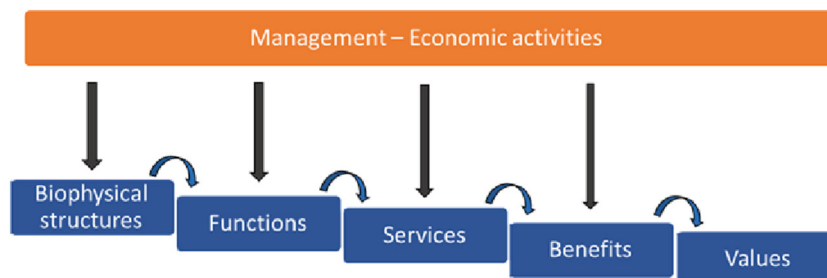 Management – Economic activities
Biophysical
structures
Functions
Services
Benefits
Values